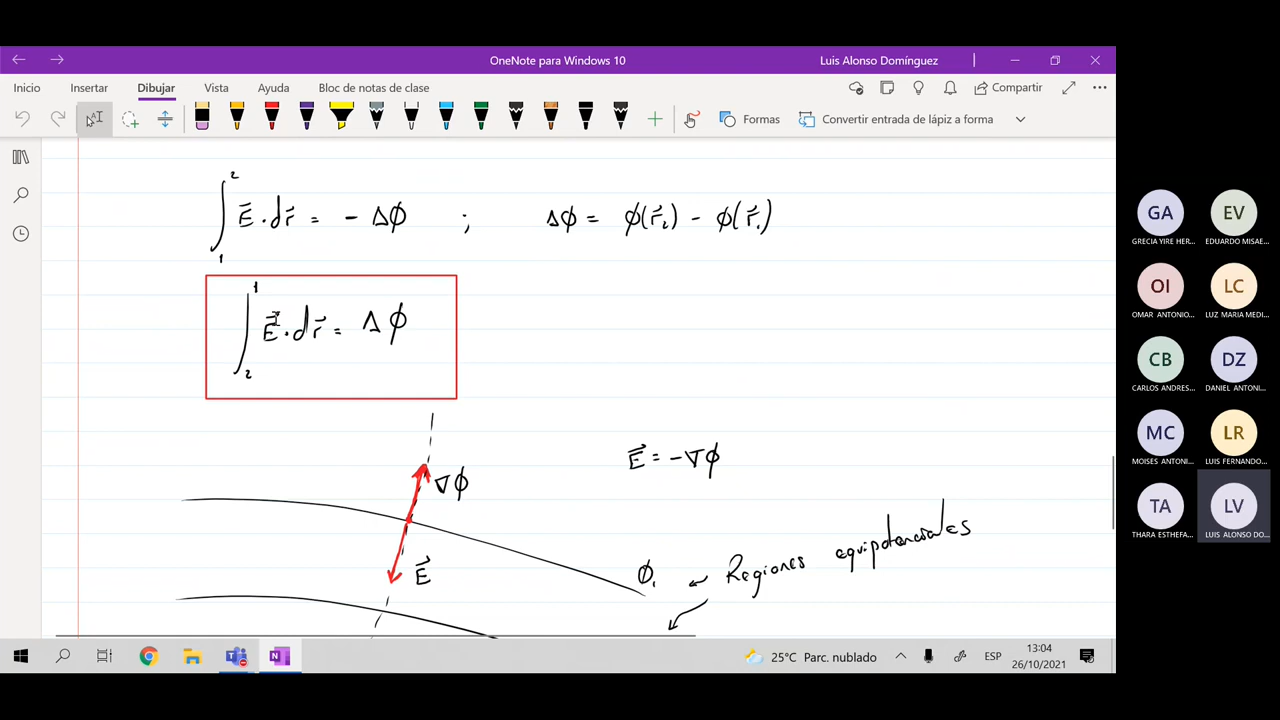 OneNote para Windows 10
Luis Alonso Domínguez
Inicio Insertar Dibujar Vista Ayuda Bloc de notas de clase Compartir
Formas Convertir entrada de lápiz a forma
∫₁² E⃗ · dr⃗ = - Δϕ ; Δϕ = ϕ(r⃗₂) - ϕ(r⃗₁)
∫₂¹ E⃗ · dr⃗ = Δϕ
E⃗ = -∇ϕ
∇ϕ
E⃗
ϕ₁ Regiones equipotenciales
GA EV
GRECIA YIRE HER... EDUARDO MISAE...
OI LC
OMAR ANTONIO... LUZ MARIA MEDI...
CB DZ
CARLOS ANDRES... DANIEL ANTONI...
MC LR
MOISES ANTONI... LUIS FERNANDO...
TA LV
THARA ESTHEFA... LUIS ALONSO DO...
25°C Parc. nublado ESP 13:04
26/10/2021